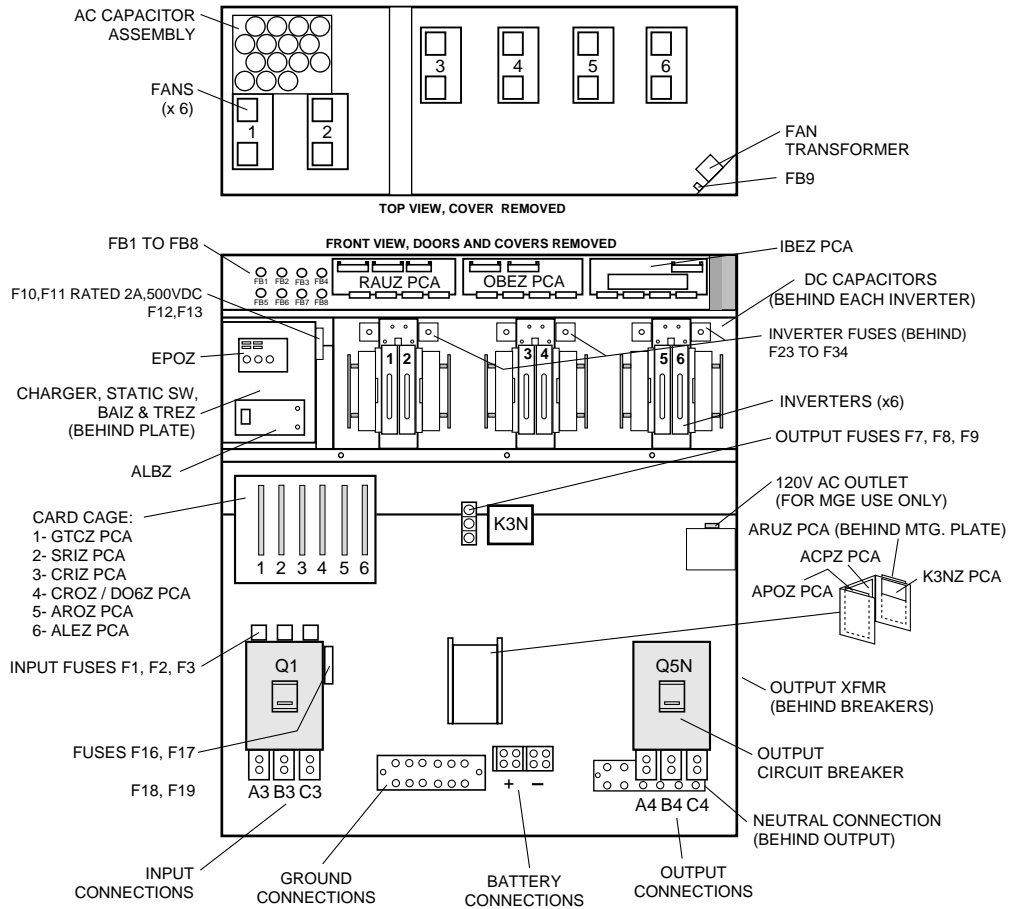 AC CAPACITOR
ASSEMBLY
FANS
(x 6)
1
2
3
4
5
6
FAN
TRANSFORMER
FB9
TOP VIEW, COVER REMOVED
FRONT VIEW, DOORS AND COVERS REMOVED
FB1 TO FB8
FB1 FB2 FB3 FB4
FB5 FB6 FB7 FB8
RAUZ PCA
OBEZ PCA
IBEZ PCA
F10,F11 RATED 2A,500VDC
F12,F13
DC CAPACITORS
(BEHIND EACH INVERTER)
EPOZ
1 2
3 4
5 6
INVERTER FUSES (BEHIND)
F23 TO F34
CHARGER, STATIC SW,
BAIZ & TREZ
(BEHIND PLATE)
INVERTERS (x6)
ALBZ
OUTPUT FUSES F7, F8, F9
CARD CAGE:
1- GTCZ PCA
2- SRIZ PCA
3- CRIZ PCA
4- CROZ / DO6Z PCA
5- AROZ PCA
6- ALEZ PCA
1 2 3 4 5 6
K3N
120V AC OUTLET
(FOR MGE USE ONLY)
ARUZ PCA (BEHIND MTG. PLATE)
ACPZ PCA
APOZ PCA
K3NZ PCA
INPUT FUSES F1, F2, F3
Q1
Q5N
OUTPUT XFMR
(BEHIND BREAKERS)
FUSES F16, F17
F18, F19
OUTPUT
CIRCUIT BREAKER
A3 B3 C3
+ −
A4 B4 C4
NEUTRAL CONNECTION
(BEHIND OUTPUT)
INPUT
CONNECTIONS
GROUND
CONNECTIONS
BATTERY
CONNECTIONS
OUTPUT
CONNECTIONS